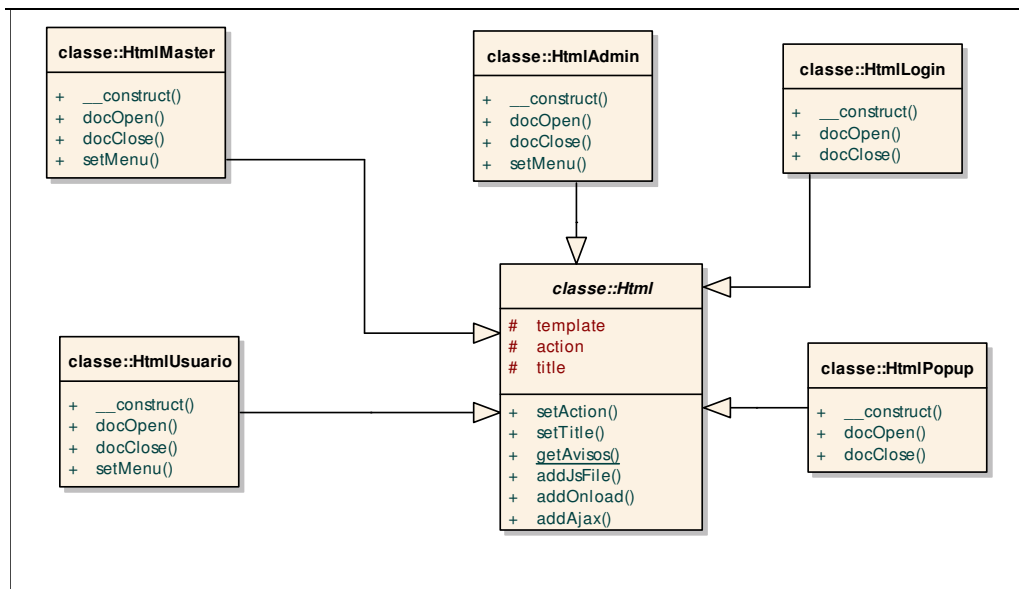 classe::HtmlMaster
+ __construct()
+ docOpen()
+ docClose()
+ setMenu()
classe::HtmlAdmin
+ __construct()
+ docOpen()
+ docClose()
+ setMenu()
classe::HtmlLogin
+ __construct()
+ docOpen()
+ docClose()
classe::Html
# template
# action
# title
+ setAction()
+ setTitle()
+ getAvisos()
+ addJsFile()
+ addOnload()
+ addAjax()
classe::HtmlUsuario
+ __construct()
+ docOpen()
+ docClose()
+ setMenu()
classe::HtmlPopup
+ __construct()
+ docOpen()
+ docClose()